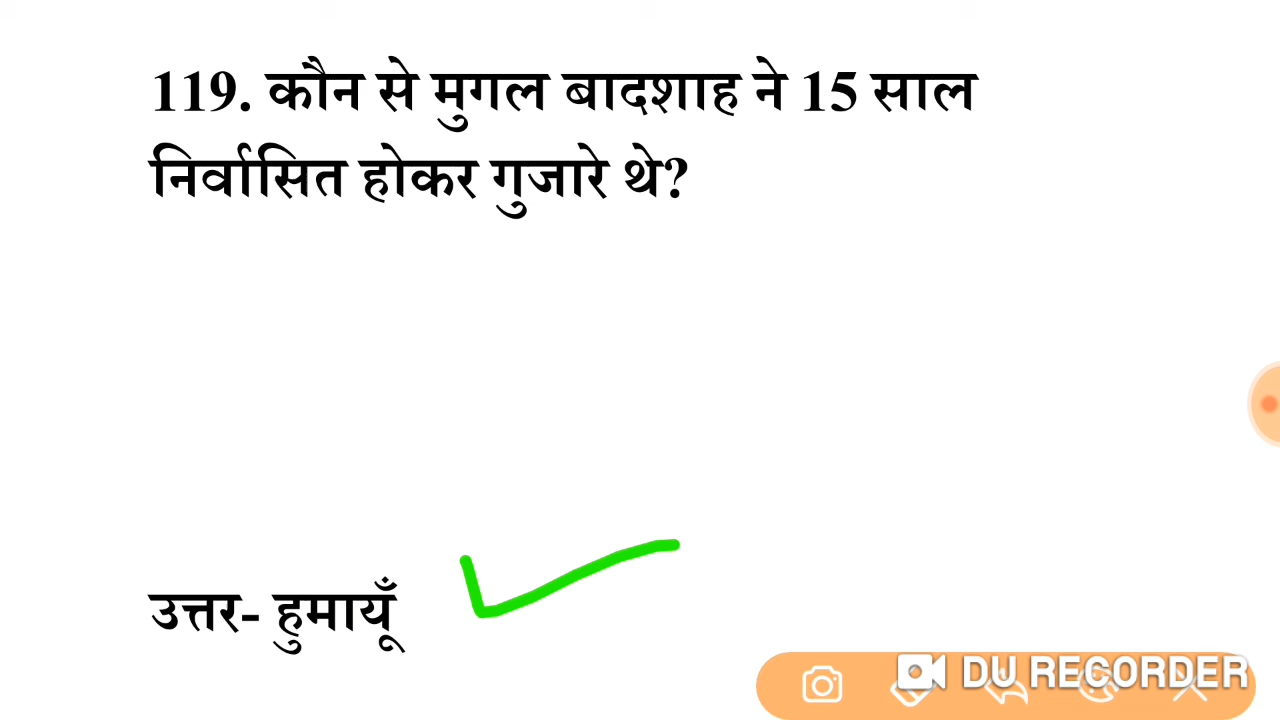 119. कौन से मुगल बादशाह ने 15 साल
निर्वासित होकर गुजारे थे?
उत्तर- हुमायूँ
DU RECORDER